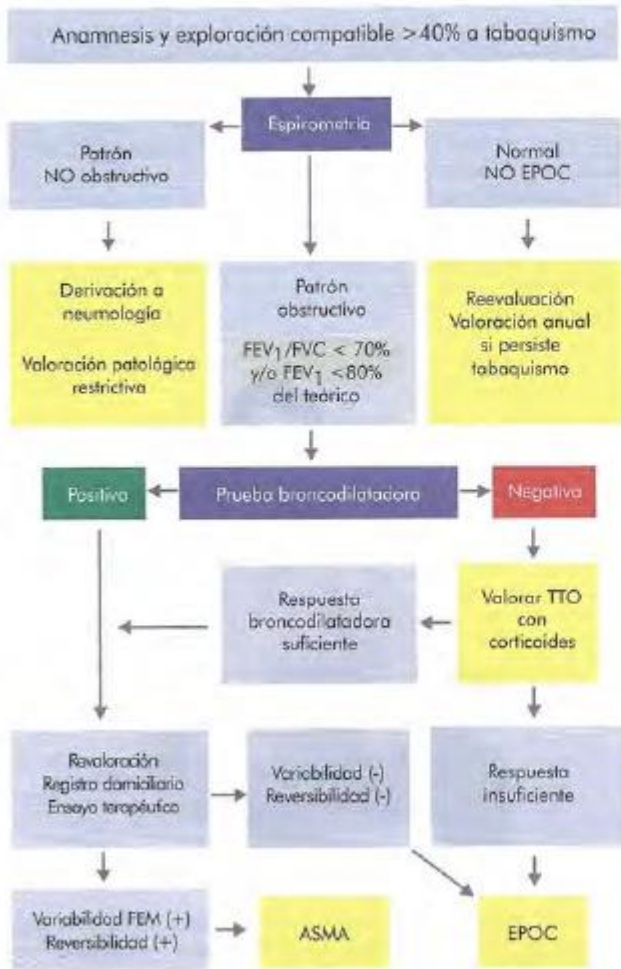 Anamnesis y exploración compatible >40% a tabaquismo
Espirometría
Patrón
NO obstructivo
Normal
NO EPOC
Derivación a
neumología
Valoración patológica
restrictiva
Patrón
obstructivo
FEV1/FVC < 70%
y/o FEV1 <80%
del teórico
Reevaluación
Valoración anual
si persiste
tabaquismo
Positiva
Prueba broncodilatadora
Negativa
Respuesta
broncodilatadora
suficiente
Valorar TTO
con
corticoides
Revaloración
Registro domiciliario
Ensayo terapéutico
Variabilidad (-)
Reversibilidad (-)
Respuesta
insuficiente
Variabilidad FEM (+)
Reversibilidad (+)
ASMA
EPOC